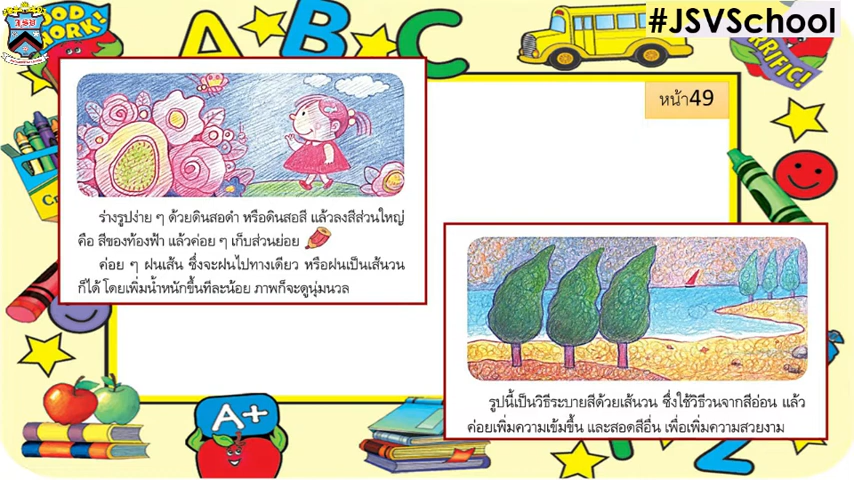 GOOD WORK!
JSV
ABC
#JSVSchool
TERRIFIC!
หน้า49
ร่างรูปง่าย ๆ ด้วยดินสอดำ หรือดินสอสี แล้วลงสีส่วนใหญ่
คือ สีของท้องฟ้า แล้วค่อย ๆ เก็บส่วนย่อย
ค่อย ๆ ฝนเส้น ซึ่งจะฝนไปทางเดียว หรือฝนเป็นเส้นวน
ก็ได้ โดยเพิ่มน้ำหนักขึ้นทีละน้อย ภาพก็จะดูนุ่มนวล
รูปนี้เป็นวิธีระบายสีด้วยเส้นวน ซึ่งใช้วิธีวนจากสีอ่อน แล้ว
ค่อยเพิ่มความเข้มขึ้น และสอดสีอื่น เพื่อเพิ่มความสวยงาม
A+